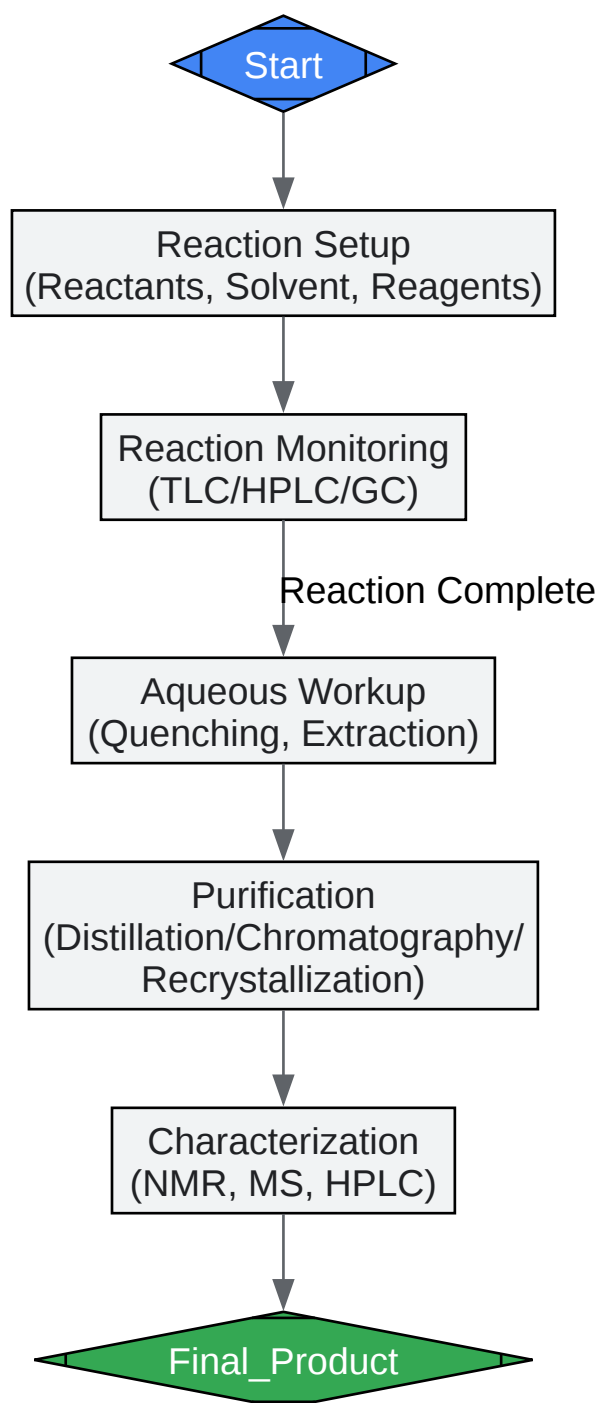 Start
Reaction Setup
(Reactants, Solvent, Reagents)
Reaction Monitoring
(TLC/HPLC/GC)
Reaction Complete
Aqueous Workup
(Quenching, Extraction)
Purification
(Distillation/Chromatography/
Recrystallization)
Characterization
(NMR, MS, HPLC)
Final_Product